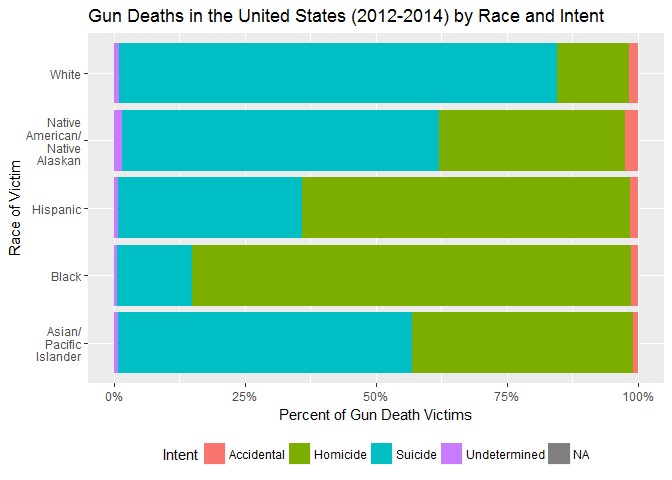 Gun Deaths in the United States (2012-2014) by Race and Intent
Race of Victim
White
Native
American/
Native
Alaskan
Hispanic
Black
Asian/
Pacific
Islander
0% 25% 50% 75% 100%
Percent of Gun Death Victims
Intent Accidental Homicide Suicide Undetermined NA